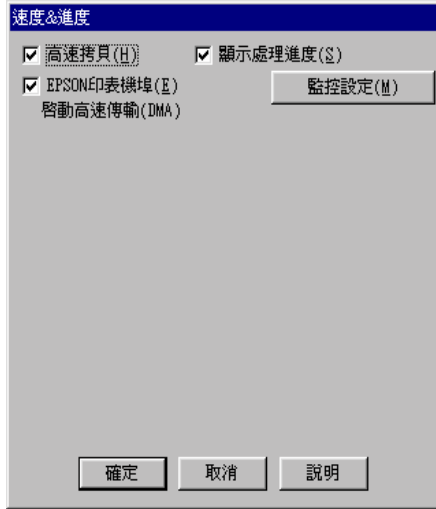 速度&進度
高速拷貝(H) 顯示處理進度(S)
EPSON印表機埠(E) 監控設定(M)
啓動高速傳輸(DMA)
確定 取消 說明